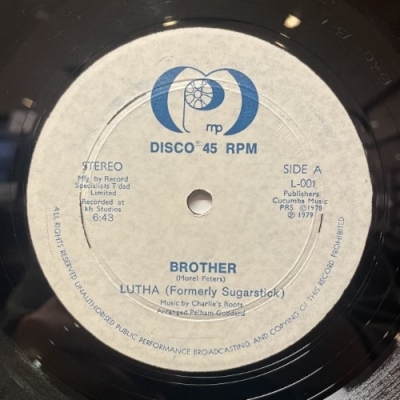 mp
DISCO® 45 RPM
STEREO
Mfg by Record
Specialists T'dad
Limited
Recorded at
kh Studios
6:43
SIDE A
L-001
Publishers
Cucumba Music
PRS © 1978
℗ 1979
BROTHER
(Morel Peters)
LUTHA (Formerly Sugarstick)
Music by Charlie's Roots
Arranged Pelham Goddard
ALL RIGHTS RESERVED UNAUTHORISED PUBLIC PERFORMANCE BROADCASTING AND COPYING OF THIS RECORD PROHIBITED